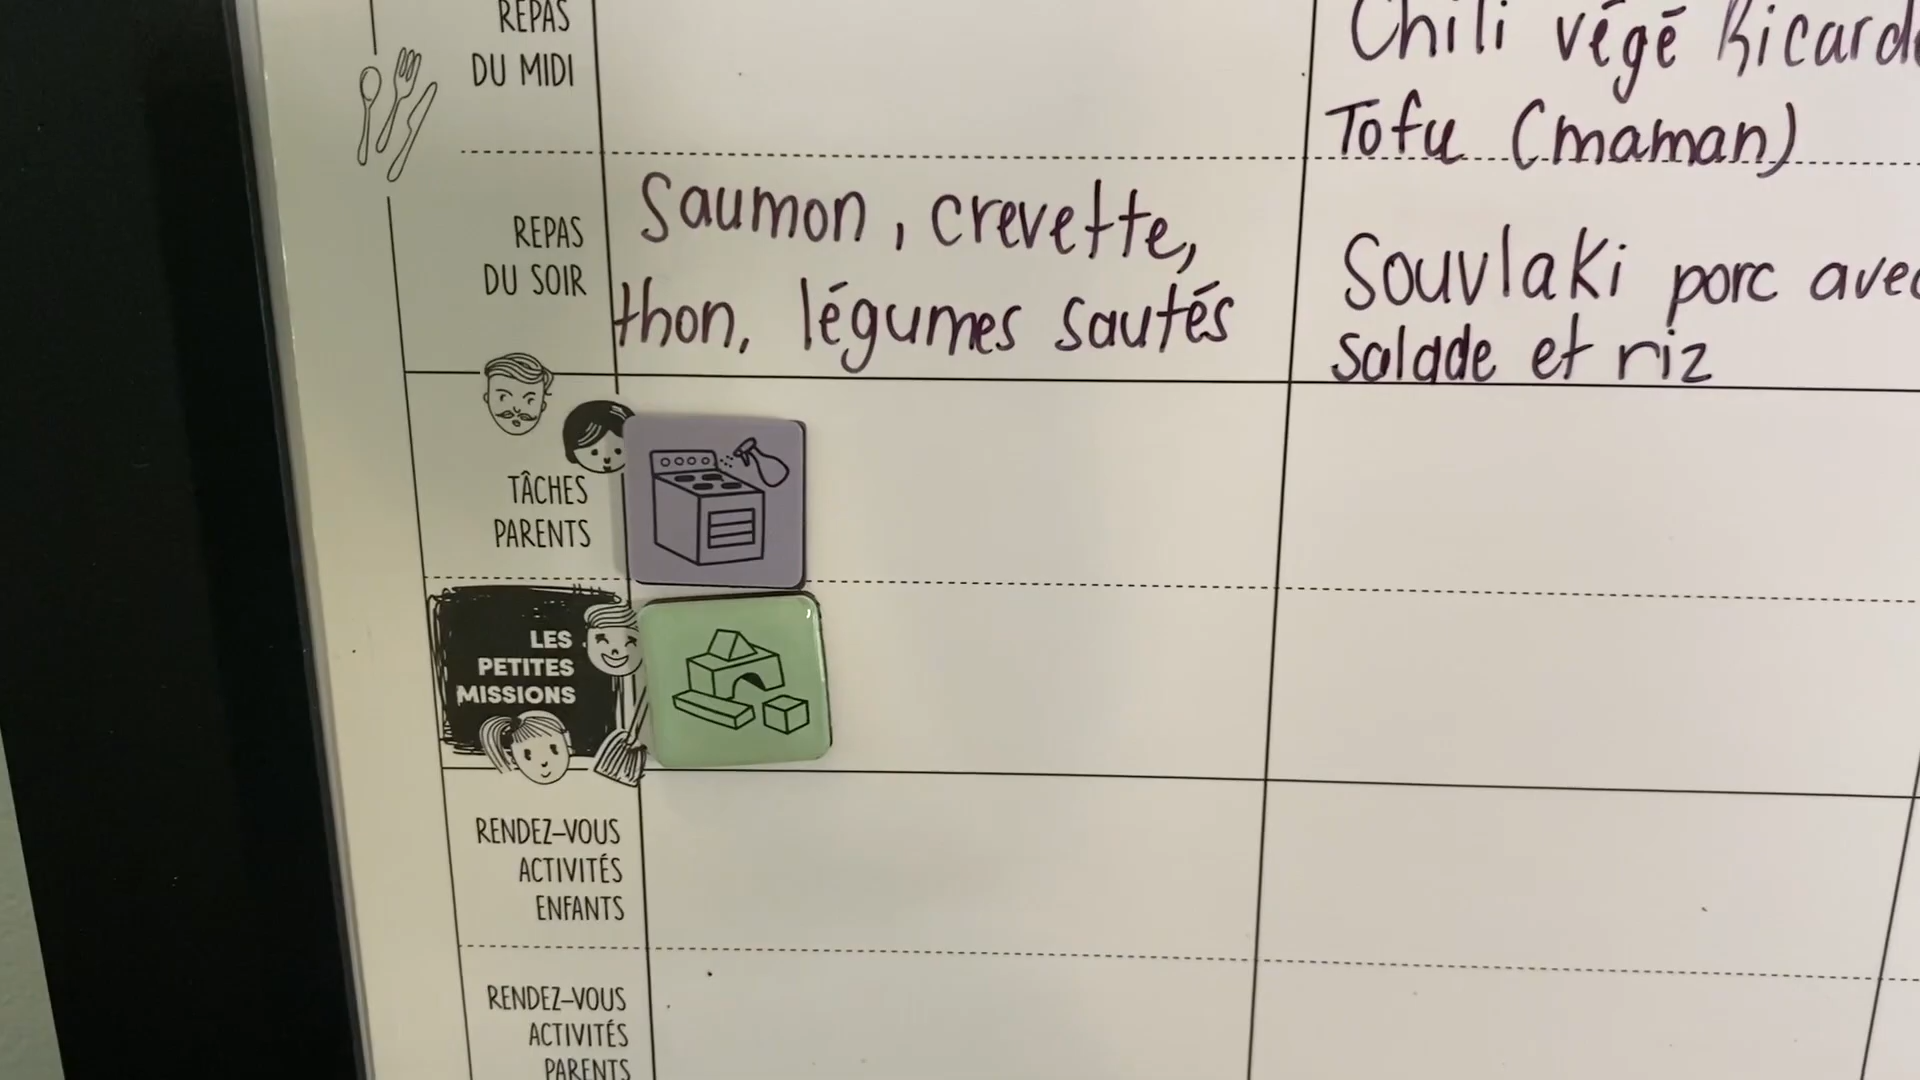 REPAS
DU MIDI
Chili végé
Tofu (maman)
REPAS
DU SOIR
Saumon, crevette,
thon, légumes sautés
Souvlaki porc avec
salade et riz
TÂCHES
PARENTS
LES
PETITES
MISSIONS
RENDEZ-VOUS
ACTIVITÉS
ENFANTS
RENDEZ-VOUS
ACTIVITÉS
PARENTS